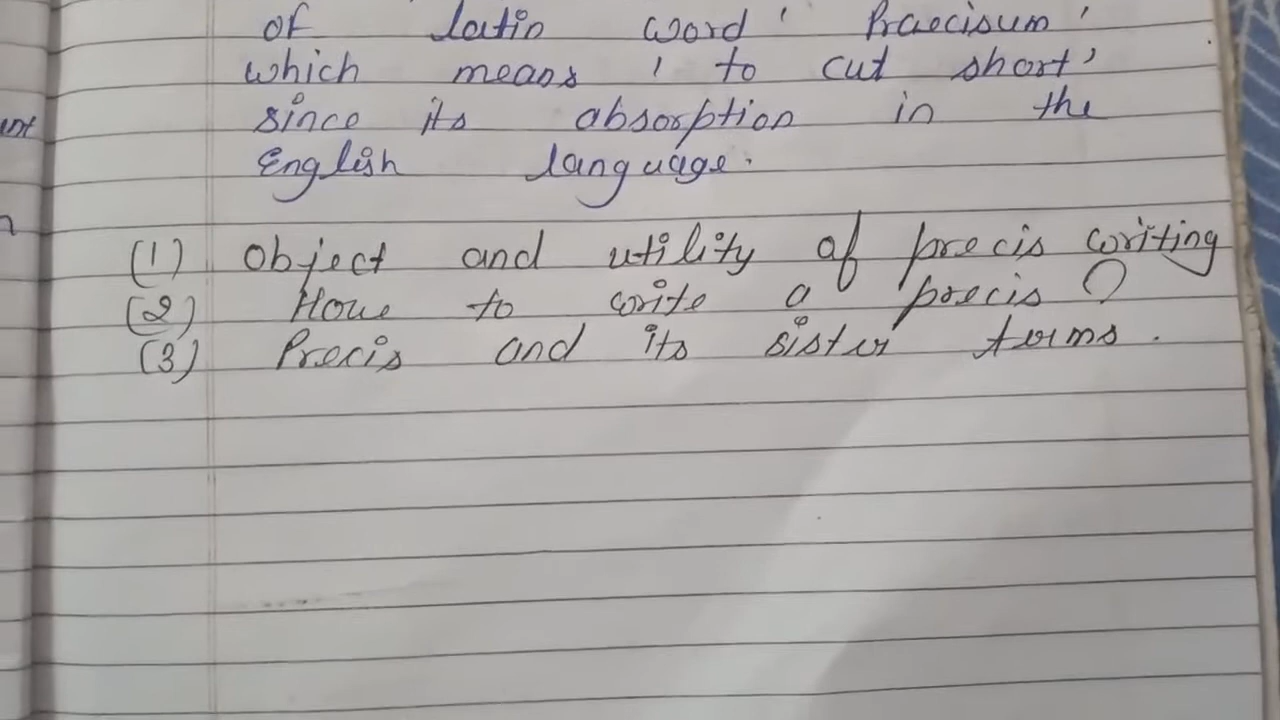 of latin word ' Praecisum '
which means ' to cut short'
since its absorption in the
English language.
(1) Object and utility of precis writing
(2) How to write a precis ?
(3) Precis and its sister terms.